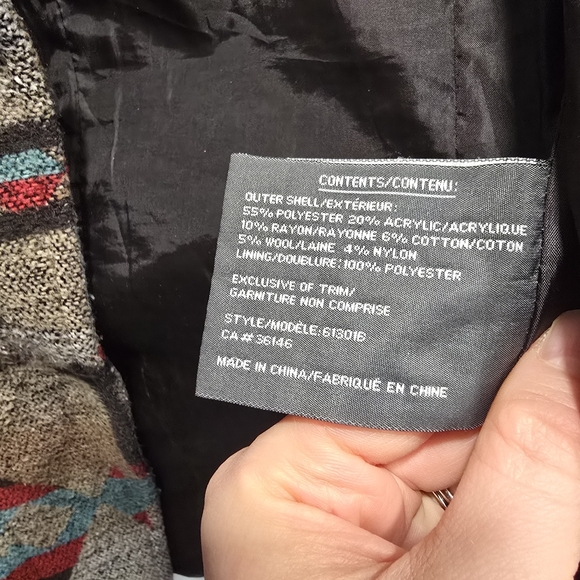 CONTENTS/CONTENU:
OUTER SHELL/EXTÉRIEUR:
55% POLYESTER 20% ACRYLIC/ACRYLIQUE
10% RAYON/RAYONNE 6% COTTON/COTON
5% WOOL/LAINE 4% NYLON
LINING/DOUBLURE:100% POLYESTER
EXCLUSIVE OF TRIM/
GARNITURE NON COMPRISE
STYLE/MODÈLE:613016
CA # 36146
MADE IN CHINA/FABRIQUÉ EN CHINE